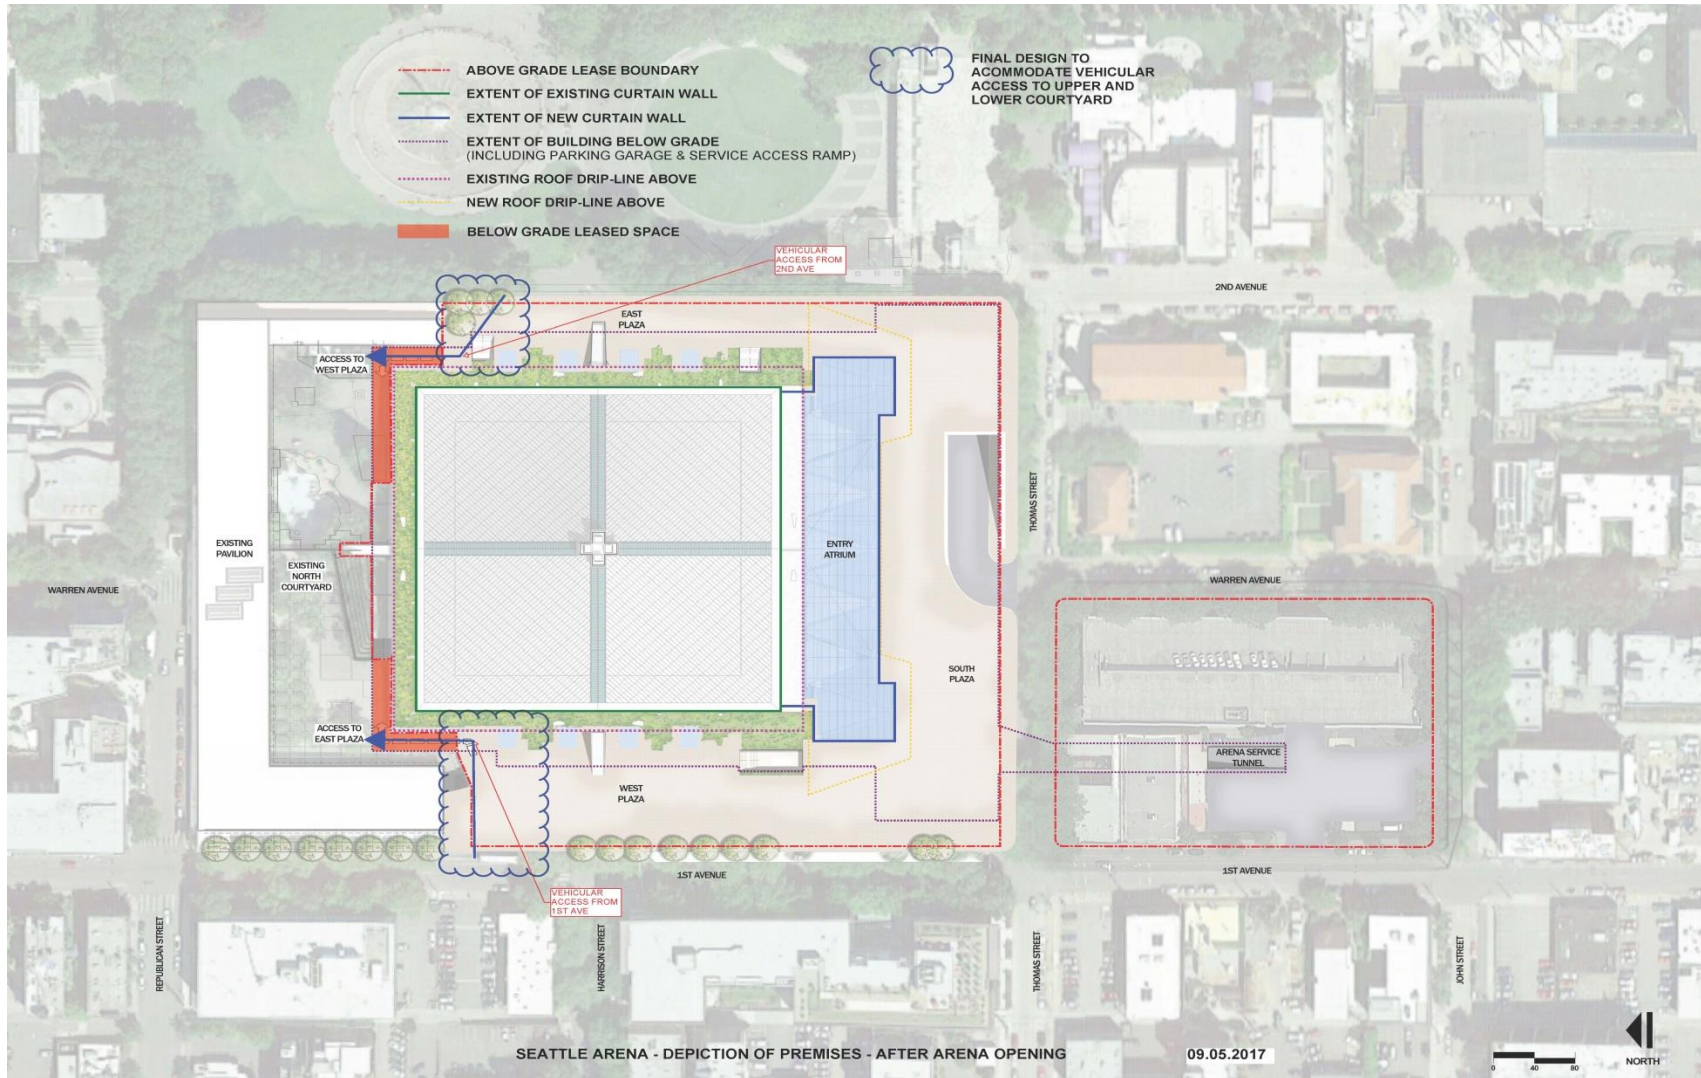 ABOVE GRADE LEASE BOUNDARY
EXTENT OF EXISTING CURTAIN WALL
EXTENT OF NEW CURTAIN WALL
EXTENT OF BUILDING BELOW GRADE
(INCLUDING PARKING GARAGE & SERVICE ACCESS RAMP)
EXISTING ROOF DRIP-LINE ABOVE
NEW ROOF DRIP-LINE ABOVE
BELOW GRADE LEASED SPACE
FINAL DESIGN TO
ACOMMODATE VEHICULAR
ACCESS TO UPPER AND
LOWER COURTYARD
VEHICULAR
ACCESS FROM
2ND AVE
2ND AVENUE
EAST
PLAZA
ACCESS TO
WEST PLAZA
THOMAS STREET
ENTRY
ATRIUM
EXISTING
PAVILION
EXISTING
NORTH
COURTYARD
WARREN AVENUE
WARREN AVENUE
SOUTH
PLAZA
ACCESS TO
EAST PLAZA
ARENA SERVICE
TUNNEL
WEST
PLAZA
1ST AVENUE
1ST AVENUE
VEHICULAR
ACCESS FROM
1ST AVE
REPUBLICAN STREET
HARRISON STREET
THOMAS STREET
JOHN STREET
SEATTLE ARENA - DEPICTION OF PREMISES - AFTER ARENA OPENING
09.05.2017
0 40 80
NORTH